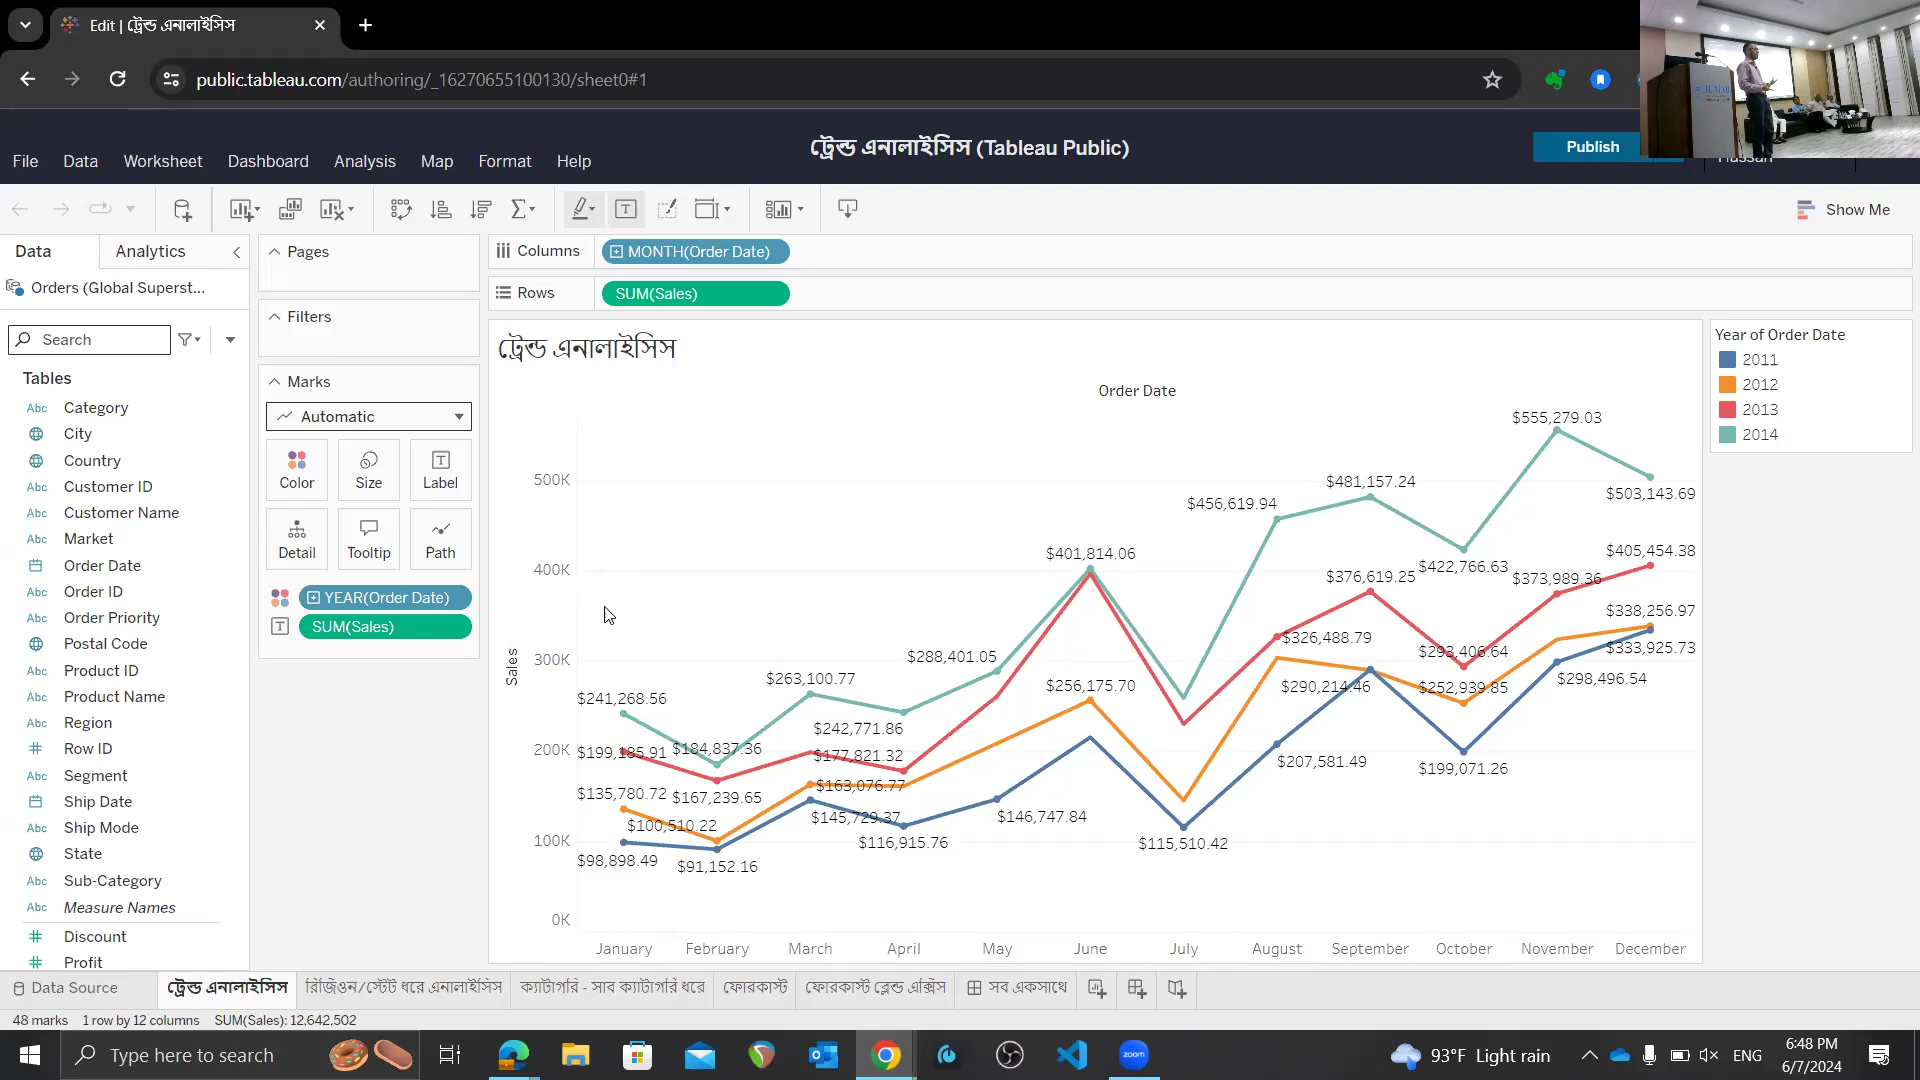 Edit | ট্রেন্ড এনালাইসিস
public.tableau.com/authoring/_16270655100130/sheet0#1
ট্রেন্ড এনালাইসিস (Tableau Public)
Publish
File Data Worksheet Dashboard Analysis Map Format Help
Show Me
Data Analytics
Orders (Global Superst...
Search
Tables
Abc Category
City
Country
Abc Customer ID
Abc Customer Name
Abc Market
Order Date
Abc Order ID
Abc Order Priority
Postal Code
Abc Product ID
Abc Product Name
Abc Region
Row ID
Abc Segment
Ship Date
Abc Ship Mode
State
Abc Sub-Category
Abc Measure Names
Discount
Profit
Pages
Filters
Marks
Automatic
Color Size Label
Detail Tooltip Path
YEAR(Order Date)
SUM(Sales)
Columns MONTH(Order Date)
Rows SUM(Sales)
ট্রেন্ড এনালাইসিস
Order Date
Sales
500K
400K
300K
200K
100K
0K
$555,279.03
$481,157.24
$503,143.69
$456,619.94
$401,814.06
$405,454.38
$422,766.63
$376,619.25
$373,989.36
$338,256.97
$326,488.79
$293,406.64
$333,925.73
$288,401.05
$263,100.77
$256,175.70
$290,214.46
$252,939.85
$298,496.54
$241,268.56
$242,771.86
$199,185.91
$184,837.36
$177,821.32
$207,581.49
$199,071.26
$163,076.77
$135,780.72
$167,239.65
$100,510.22
$145,729.37
$146,747.84
$116,915.76
$115,510.42
$98,898.49
$91,152.16
January February March April May June July August September October November December
Year of Order Date
2011
2012
2013
2014
Data Source ট্রেন্ড এনালাইসিস রিজিওন/স্টেট ধরে এনালাইসিস ক্যাটাগরি - সাব ক্যাটাগরি ধরে ফোরকাস্ট ফোরকাস্ট ব্লেন্ড এক্সিস সব একসাথে
48 marks 1 row by 12 columns SUM(Sales): 12,642.502
Type here to search
zoom
93°F Light rain
ENG
6:48 PM
6/7/2024